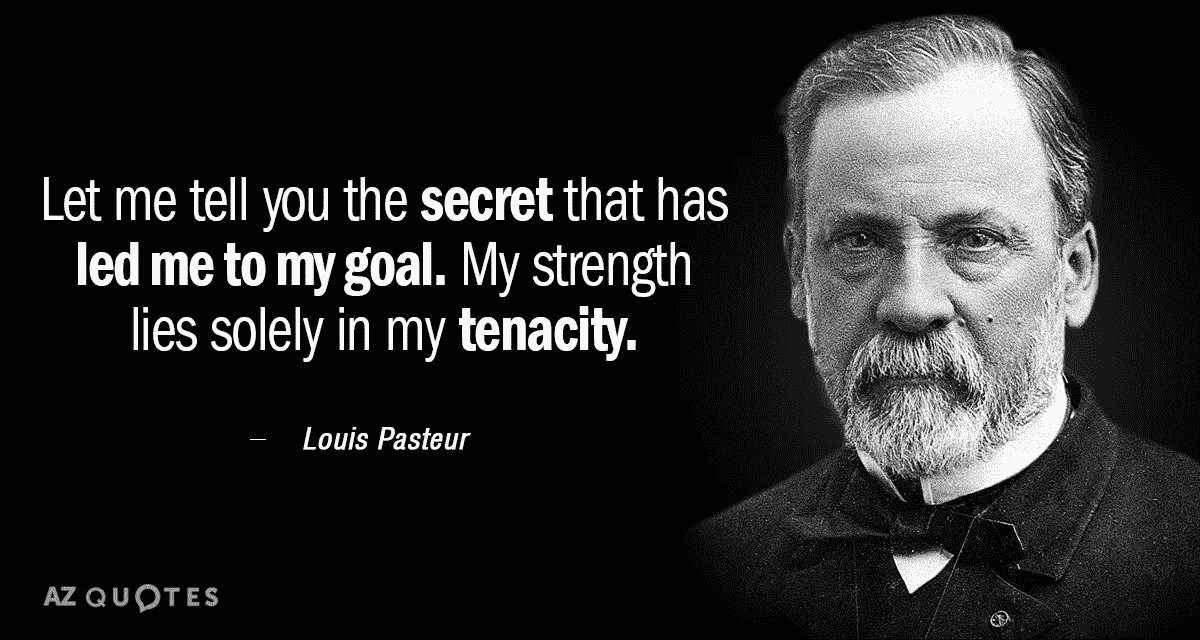 Let me tell you the secret that has
led me to my goal. My strength
lies solely in my tenacity.
– Louis Pasteur
AZ QUOTES